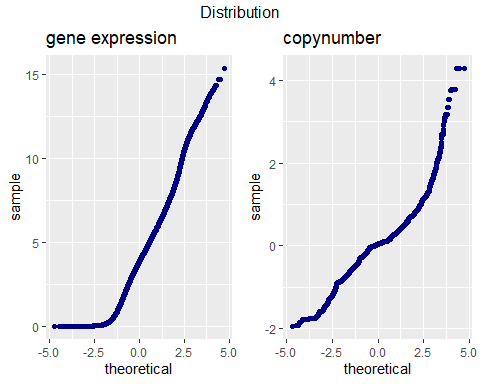 Distribution
gene expression
copynumber
sample
15
10
5
0
-5.0 -2.5 0.0 2.5 5.0
theoretical
sample
4
2
0
-2
-5.0 -2.5 0.0 2.5 5.0
theoretical